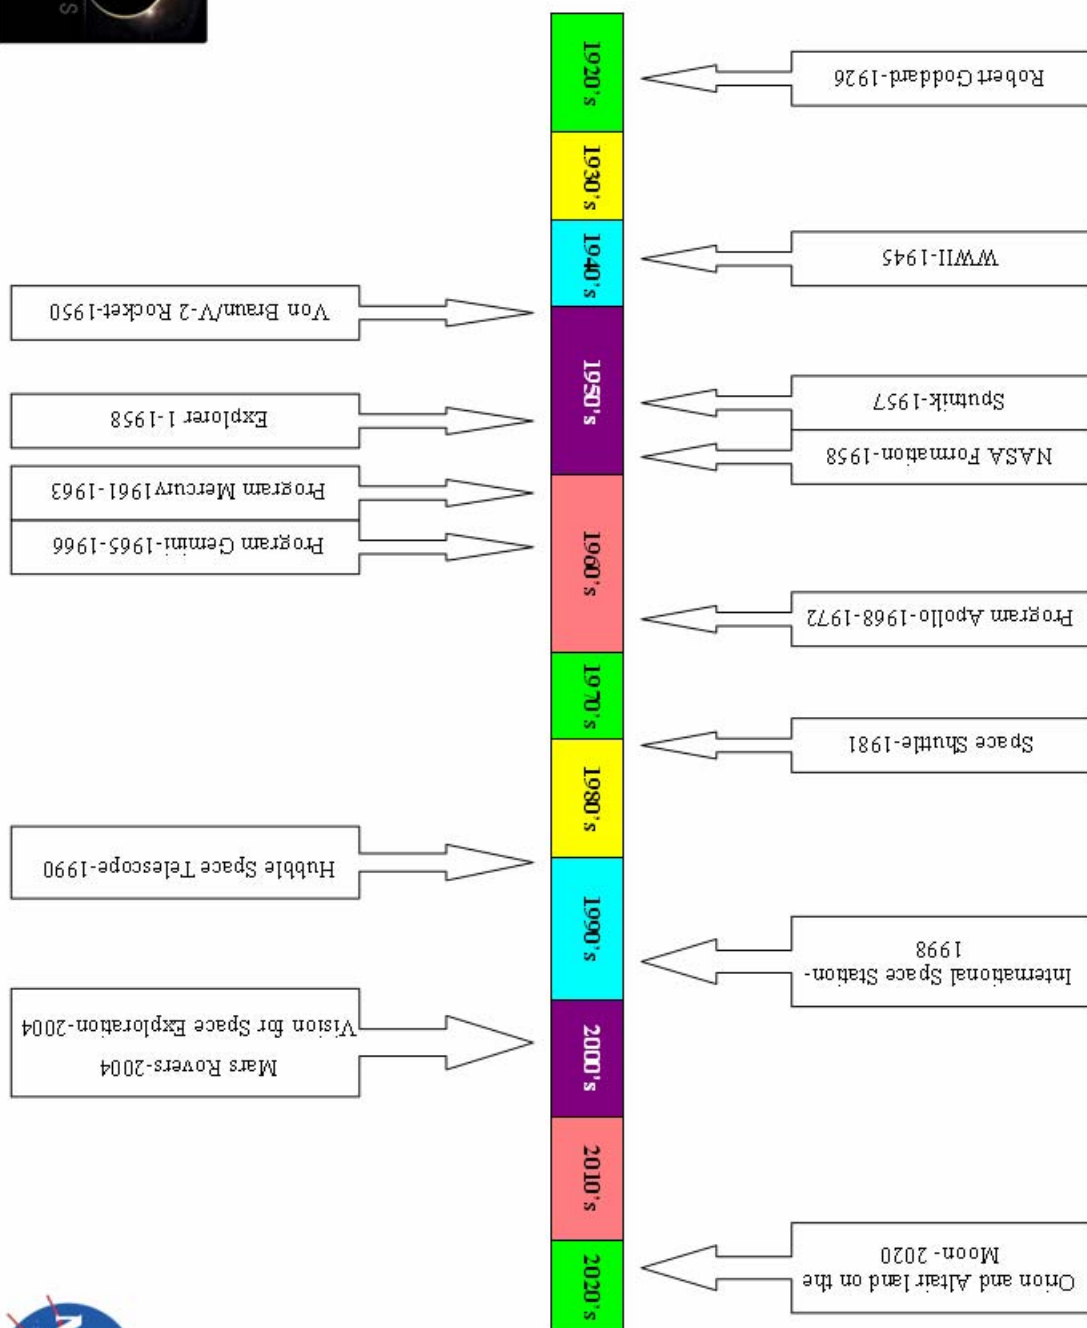 1920's
1930's
1940's
1950's
1960's
1970's
1980's
1990's
2000's
2010's
2020's
Robert Goddard-1926
WWII-1945
Von Braun/V-2 Rocket-1950
Sputnik-1957
Explorer 1-1958
NASA Formation-1958
Program Mercury1961-1963
Program Gemini-1965-1966
Program Apollo-1968-1972
Space Shuttle-1981
Hubble Space Telescope-1990
International Space Station-
1998
Mars Rovers-2004
Vision for Space Exploration-2004
Orion and Altair land on the
Moon- 2020